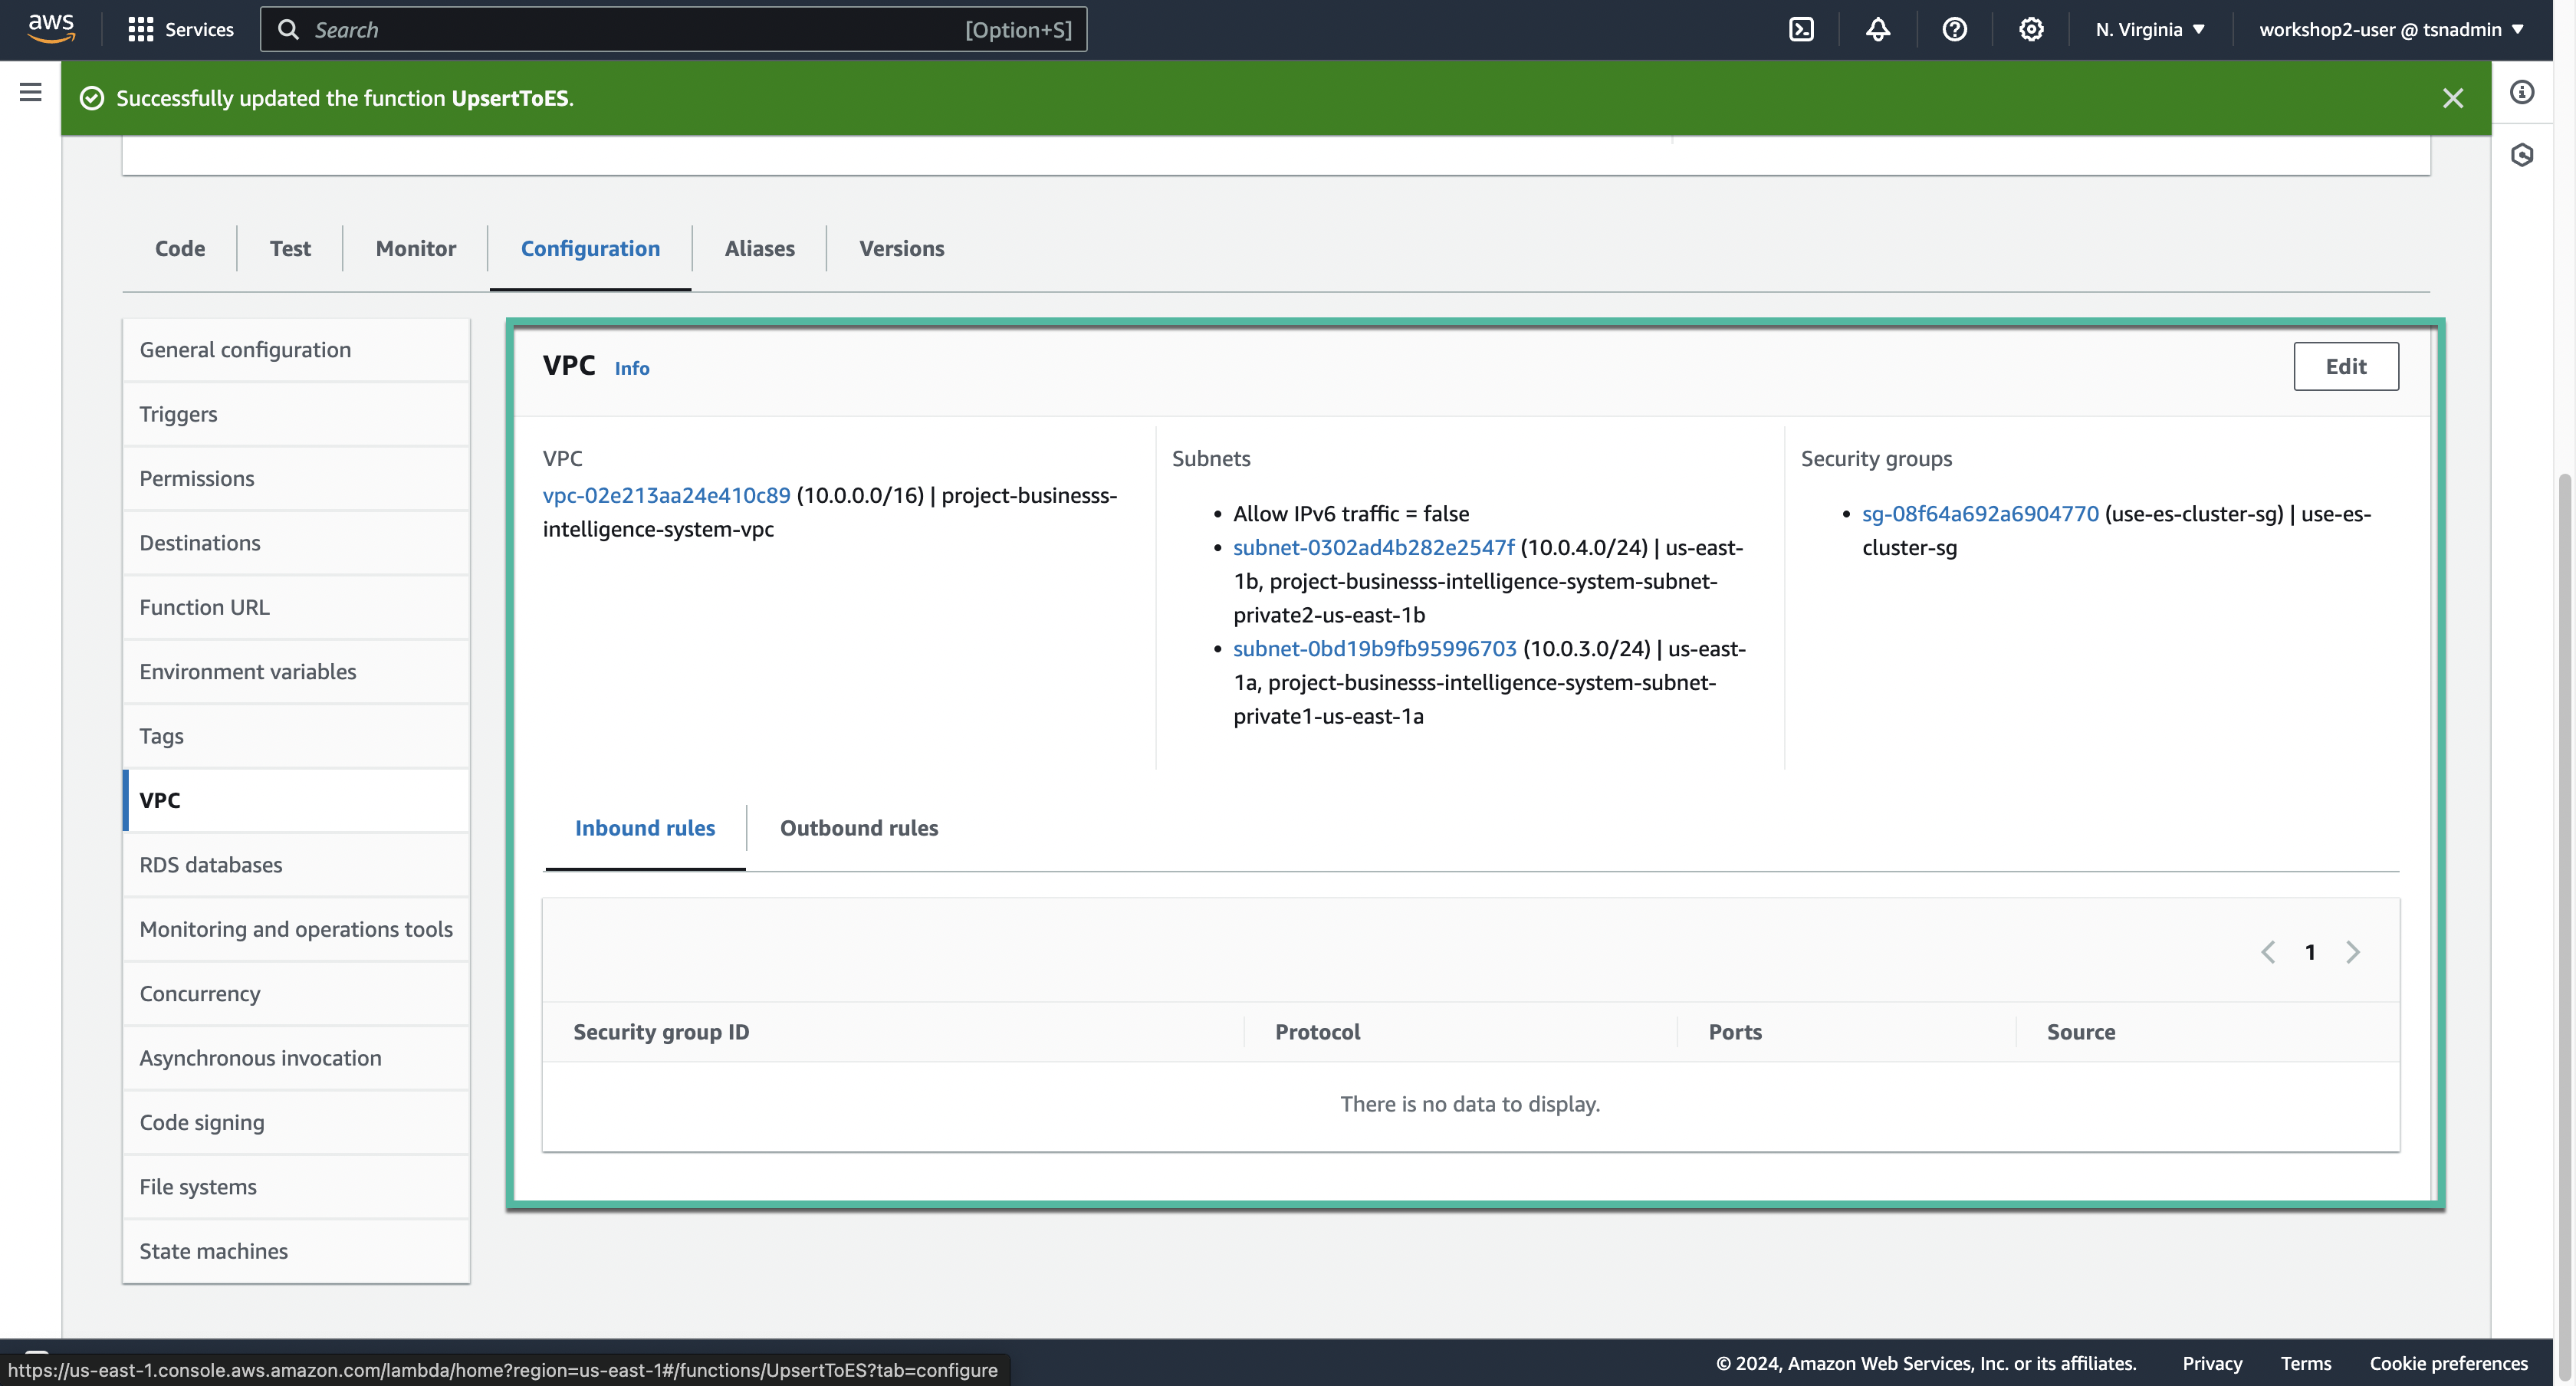 aws
Services
Search
[Option+S]
N. Virginia
workshop2-user @ tsnadmin
Successfully updated the function UpsertToES.
Code
Test
Monitor
Configuration
Aliases
Versions
General configuration
Triggers
Permissions
Destinations
Function URL
Environment variables
Tags
VPC
RDS databases
Monitoring and operations tools
Concurrency
Asynchronous invocation
Code signing
File systems
State machines
VPC Info
Edit
VPC
vpc-02e213aa24e410c89 (10.0.0.0/16) | project-businesss-
intelligence-system-vpc
Subnets
• Allow IPv6 traffic = false
• subnet-0302ad4b282e2547f (10.0.4.0/24) | us-east-
1b, project-businesss-intelligence-system-subnet-
private2-us-east-1b
• subnet-0bd19b9fb95996703 (10.0.3.0/24) | us-east-
1a, project-businesss-intelligence-system-subnet-
private1-us-east-1a
Security groups
• sg-08f64a692a6904770 (use-es-cluster-sg) | use-es-
cluster-sg
Inbound rules
Outbound rules
1
Security group ID
Protocol
Ports
Source
There is no data to display.
https://us-east-1.console.aws.amazon.com/lambda/home?region=us-east-1#/functions/UpsertToES?tab=configure
© 2024, Amazon Web Services, Inc. or its affiliates.
Privacy
Terms
Cookie preferences